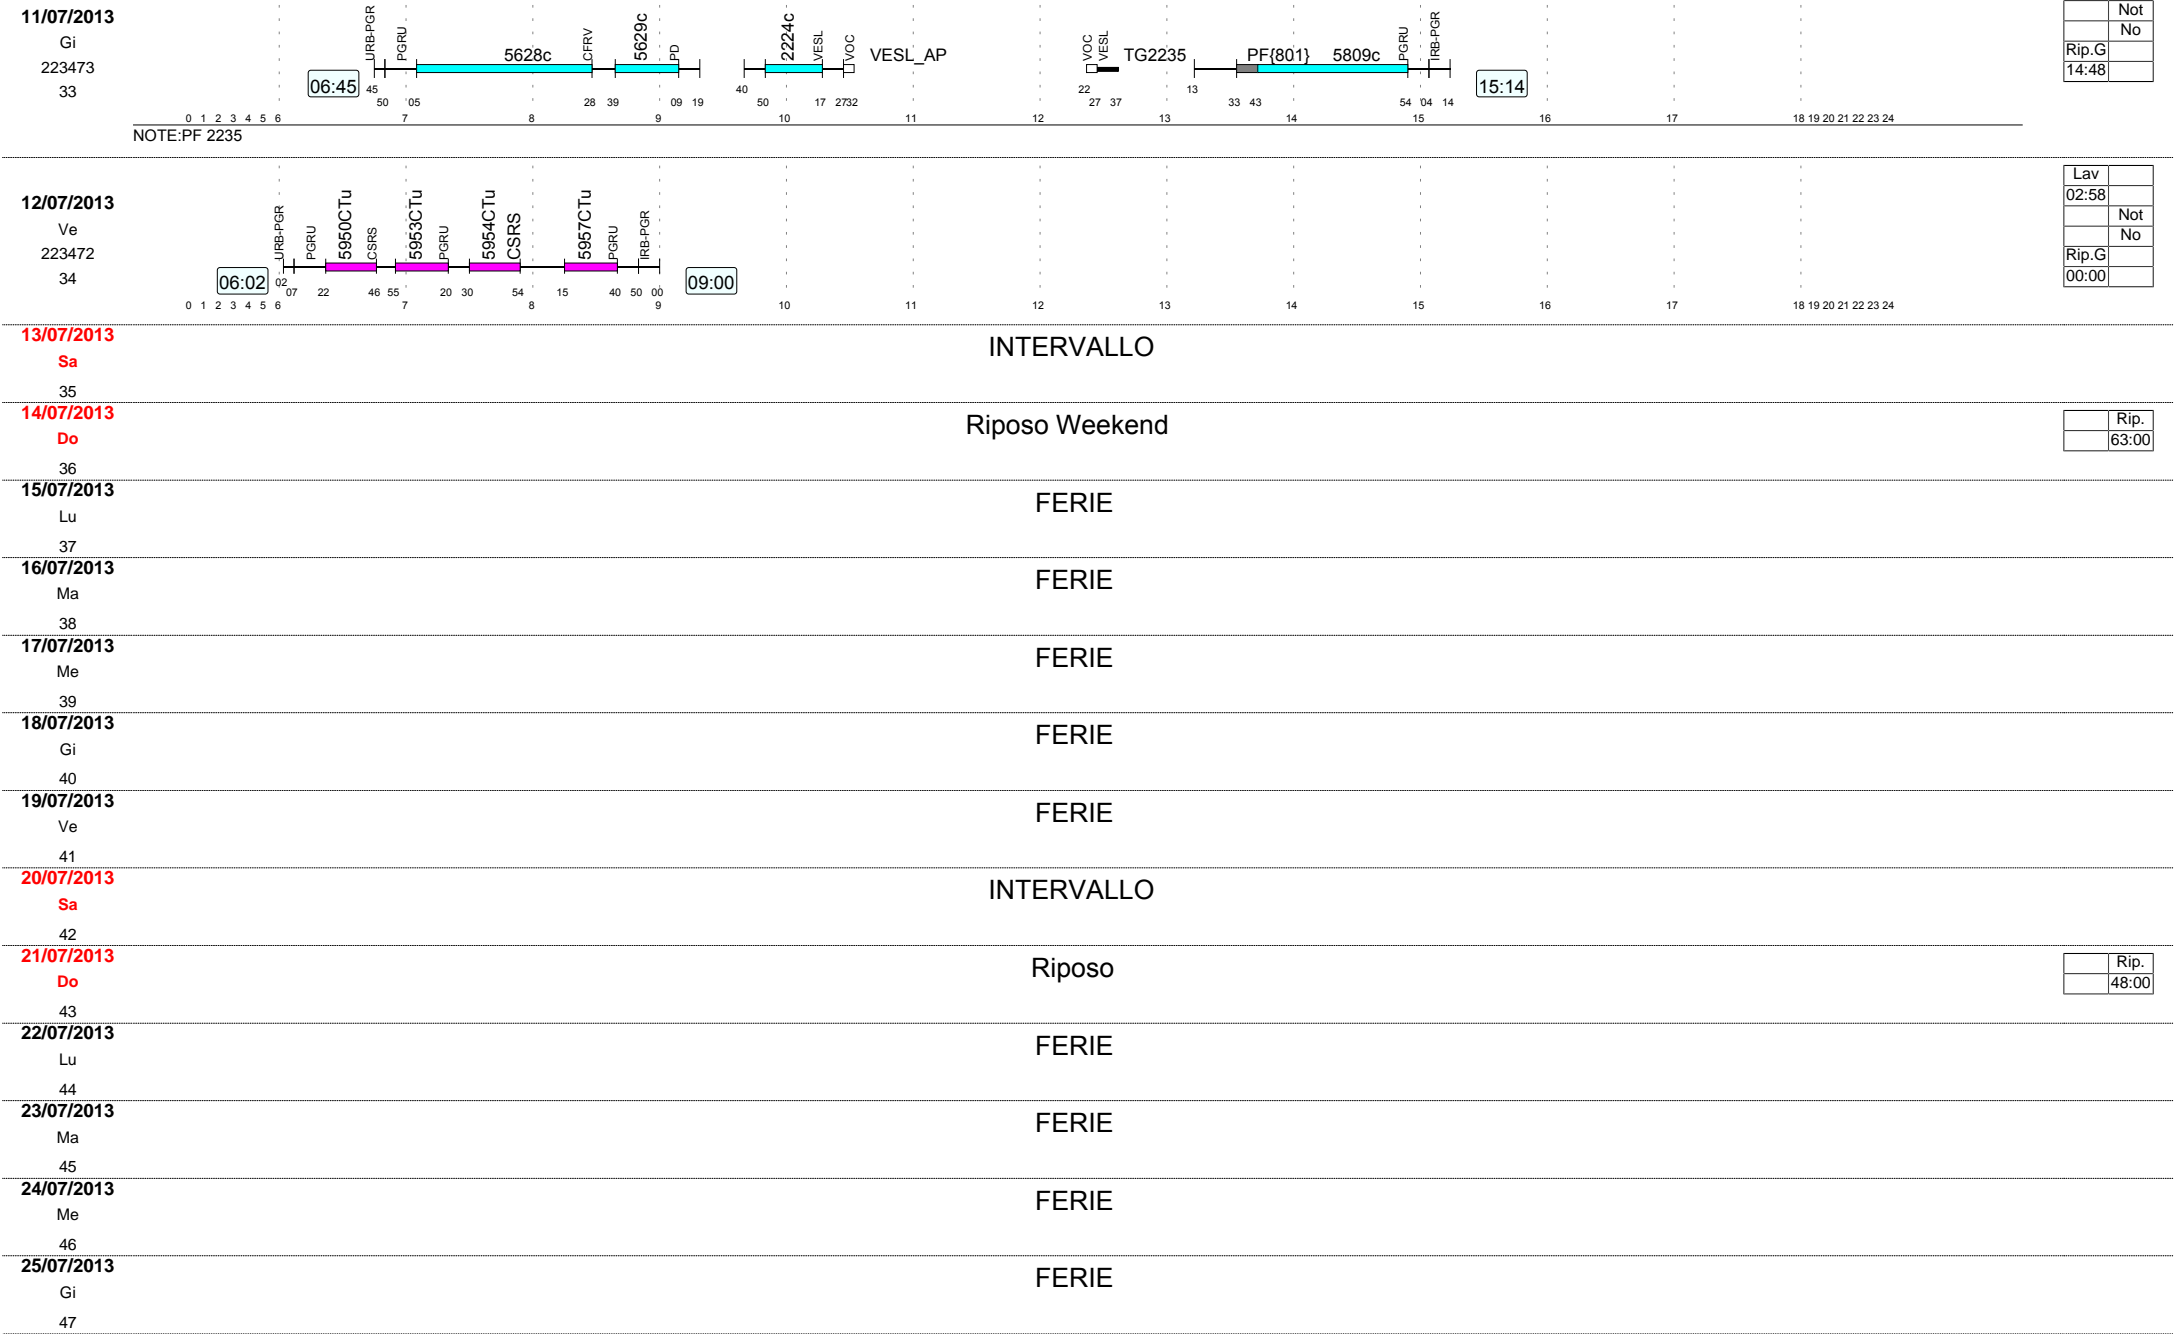 11/07/2013
Gi
223473
33
06:45
URB-PGR PGRU 5628c CFRV 5629c PD 2224c VESL VOC VESL_AP VOC VESL TG2235 PF{801} 5809c PGRU IRB-PGR
15:14
45 50 05 28 39 09 19 40 50 17 27 32 22 27 37 13 33 43 54 04 14
0 1 2 3 4 5 6 7 8 9 10 11 12 13 14 15 16 17 18 19 20 21 22 23 24
NOTE:PF 2235
Not
No
Rip.G
14:48
12/07/2013
Ve
223472
34
06:02
URB-PGR PGRU 5950CTu CSRS 5953CTu PGRU 5954CTu CSRS 5957CTu PGRU IRB-PGR
09:00
02 07 22 46 55 20 30 54 15 40 50 00
0 1 2 3 4 5 6 7 8 9 10 11 12 13 14 15 16 17 18 19 20 21 22 23 24
Lav
02:58
Not
No
Rip.G
00:00
13/07/2013
Sa
35
INTERVALLO
14/07/2013
Do
36
Riposo Weekend
Rip.
63:00
15/07/2013
Lu
37
FERIE
16/07/2013
Ma
38
FERIE
17/07/2013
Me
39
FERIE
18/07/2013
Gi
40
FERIE
19/07/2013
Ve
41
FERIE
20/07/2013
Sa
42
INTERVALLO
21/07/2013
Do
43
Riposo
Rip.
48:00
22/07/2013
Lu
44
FERIE
23/07/2013
Ma
45
FERIE
24/07/2013
Me
46
FERIE
25/07/2013
Gi
47
FERIE